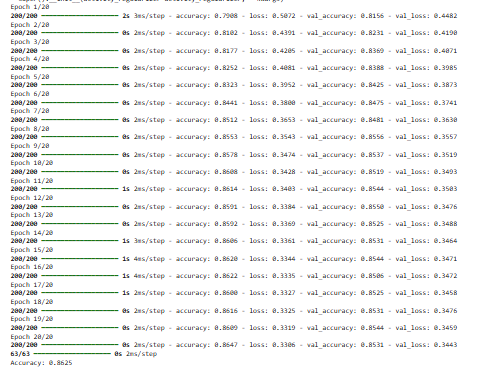 Epoch 1/20
200/200 ━━━━━━━━━━━━━━━━━━━━ 2s 3ms/step - accuracy: 0.7908 - loss: 0.5072 - val_accuracy: 0.8156 - val_loss: 0.4482
Epoch 2/20
200/200 ━━━━━━━━━━━━━━━━━━━━ 0s 2ms/step - accuracy: 0.8102 - loss: 0.4391 - val_accuracy: 0.8231 - val_loss: 0.4190
Epoch 3/20
200/200 ━━━━━━━━━━━━━━━━━━━━ 0s 2ms/step - accuracy: 0.8177 - loss: 0.4205 - val_accuracy: 0.8369 - val_loss: 0.4071
Epoch 4/20
200/200 ━━━━━━━━━━━━━━━━━━━━ 0s 2ms/step - accuracy: 0.8252 - loss: 0.4081 - val_accuracy: 0.8388 - val_loss: 0.3985
Epoch 5/20
200/200 ━━━━━━━━━━━━━━━━━━━━ 0s 2ms/step - accuracy: 0.8323 - loss: 0.3952 - val_accuracy: 0.8425 - val_loss: 0.3873
Epoch 6/20
200/200 ━━━━━━━━━━━━━━━━━━━━ 0s 2ms/step - accuracy: 0.8441 - loss: 0.3800 - val_accuracy: 0.8475 - val_loss: 0.3741
Epoch 7/20
200/200 ━━━━━━━━━━━━━━━━━━━━ 0s 2ms/step - accuracy: 0.8512 - loss: 0.3653 - val_accuracy: 0.8481 - val_loss: 0.3630
Epoch 8/20
200/200 ━━━━━━━━━━━━━━━━━━━━ 0s 2ms/step - accuracy: 0.8553 - loss: 0.3543 - val_accuracy: 0.8556 - val_loss: 0.3557
Epoch 9/20
200/200 ━━━━━━━━━━━━━━━━━━━━ 0s 2ms/step - accuracy: 0.8578 - loss: 0.3474 - val_accuracy: 0.8537 - val_loss: 0.3519
Epoch 10/20
200/200 ━━━━━━━━━━━━━━━━━━━━ 0s 2ms/step - accuracy: 0.8608 - loss: 0.3428 - val_accuracy: 0.8519 - val_loss: 0.3493
Epoch 11/20
200/200 ━━━━━━━━━━━━━━━━━━━━ 1s 2ms/step - accuracy: 0.8614 - loss: 0.3403 - val_accuracy: 0.8544 - val_loss: 0.3503
Epoch 12/20
200/200 ━━━━━━━━━━━━━━━━━━━━ 0s 2ms/step - accuracy: 0.8591 - loss: 0.3384 - val_accuracy: 0.8550 - val_loss: 0.3476
Epoch 13/20
200/200 ━━━━━━━━━━━━━━━━━━━━ 0s 2ms/step - accuracy: 0.8592 - loss: 0.3369 - val_accuracy: 0.8525 - val_loss: 0.3488
Epoch 14/20
200/200 ━━━━━━━━━━━━━━━━━━━━ 1s 3ms/step - accuracy: 0.8606 - loss: 0.3361 - val_accuracy: 0.8531 - val_loss: 0.3464
Epoch 15/20
200/200 ━━━━━━━━━━━━━━━━━━━━ 1s 4ms/step - accuracy: 0.8620 - loss: 0.3344 - val_accuracy: 0.8544 - val_loss: 0.3471
Epoch 16/20
200/200 ━━━━━━━━━━━━━━━━━━━━ 1s 4ms/step - accuracy: 0.8622 - loss: 0.3335 - val_accuracy: 0.8506 - val_loss: 0.3472
Epoch 17/20
200/200 ━━━━━━━━━━━━━━━━━━━━ 1s 2ms/step - accuracy: 0.8600 - loss: 0.3327 - val_accuracy: 0.8525 - val_loss: 0.3458
Epoch 18/20
200/200 ━━━━━━━━━━━━━━━━━━━━ 0s 2ms/step - accuracy: 0.8616 - loss: 0.3325 - val_accuracy: 0.8531 - val_loss: 0.3476
Epoch 19/20
200/200 ━━━━━━━━━━━━━━━━━━━━ 0s 2ms/step - accuracy: 0.8609 - loss: 0.3319 - val_accuracy: 0.8544 - val_loss: 0.3459
Epoch 20/20
200/200 ━━━━━━━━━━━━━━━━━━━━ 0s 2ms/step - accuracy: 0.8647 - loss: 0.3306 - val_accuracy: 0.8531 - val_loss: 0.3443
63/63 ━━━━━━━━━━━━━━━━━━━━ 0s 2ms/step
Accuracy: 0.8625